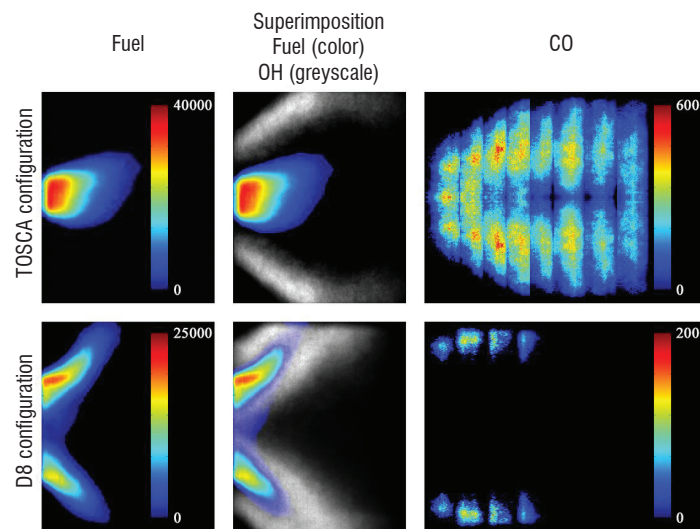 Fuel
Superimposition
Fuel (color)
OH (greyscale)
CO
TOSCA configuration
40000
0
600
0
D8 configuration
25000
0
200
0